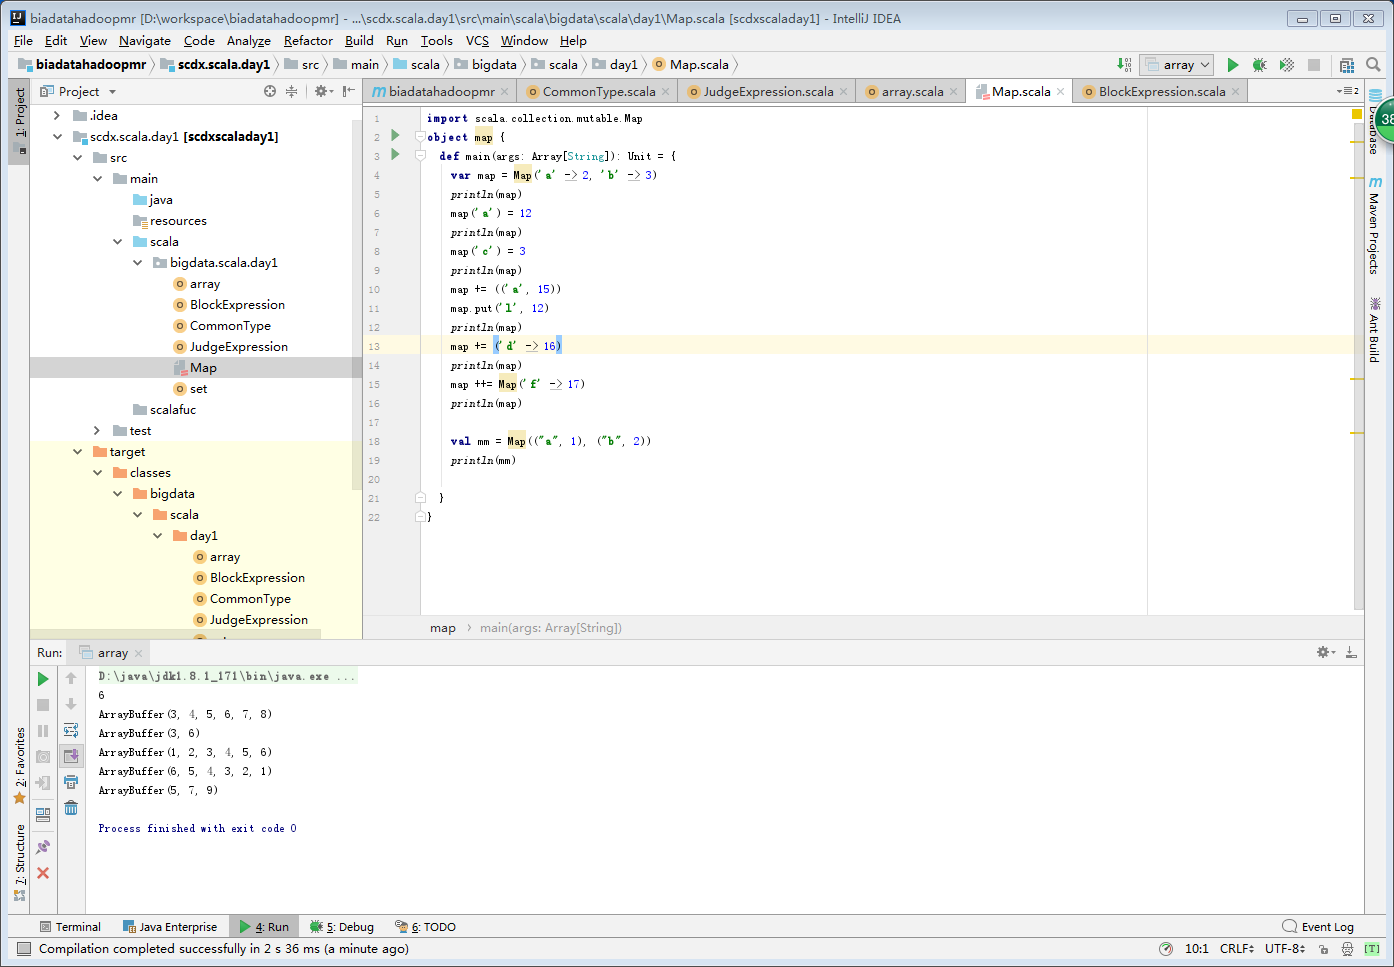 biadatahadoopmr [D:\workspace\biadatahadoopmr] - ...\scdx.scala.day1\src\main\scala\bigdata\scala\day1\Map.scala [scdxscaladay1] - IntelliJ IDEA
File Edit View Navigate Code Analyze Refactor Build Run Tools VCS Window Help
biadatahadoopmr scdx.scala.day1 src main scala bigdata scala day1 Map.scala array
Project
biadatahadoopmr CommonType.scala JudgeExpression.scala array.scala Map.scala BlockExpression.scala 2
1: Project
.idea
scdx.scala.day1 [scdxscaladay1]
src
main
java
resources
scala
bigdata.scala.day1
array
BlockExpression
CommonType
JudgeExpression
Map
set
scalafuc
test
target
classes
bigdata
scala
day1
array
BlockExpression
CommonType
JudgeExpression
1 import scala.collection.mutable.Map
2 object map {
3 def main(args: Array[String]): Unit = {
4 var map = Map('a' -> 2, 'b' -> 3)
5 println(map)
6 map('a') = 12
7 println(map)
8 map('c') = 3
9 println(map)
10 map += (('a', 15))
11 map.put('l', 12)
12 println(map)
13 map += ('d' -> 16)
14 println(map)
15 map ++= Map('f' -> 17)
16 println(map)
17
18 val mm = Map(("a", 1), ("b", 2))
19 println(mm)
20
21 }
22 }
map main(args: Array[String])
38
DataBase
Maven Projects
Ant Build
Run: array
D:\java\jdk1.8.1_171\bin\java.exe ...
6
ArrayBuffer(3, 4, 5, 6, 7, 8)
ArrayBuffer(3, 6)
ArrayBuffer(1, 2, 3, 4, 5, 6)
ArrayBuffer(6, 5, 4, 3, 2, 1)
ArrayBuffer(5, 7, 9)
Process finished with exit code 0
2: Favorites
7: Structure
Terminal Java Enterprise 4: Run 5: Debug 6: TODO Event Log
Compilation completed successfully in 2 s 36 ms (a minute ago) 10:1 CRLF UTF-8 [T]